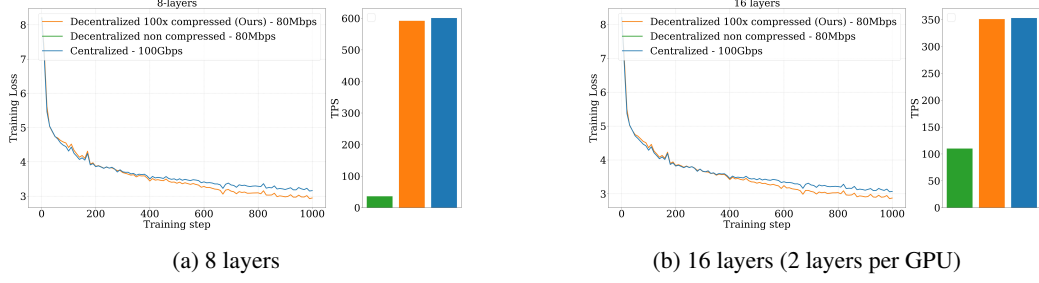 8-layers
Decentralized 100x compressed (Ours) - 80Mbps
Decentralized non compressed - 80Mbps
Centralized - 100Gbps
Training Loss
8
7
6
5
4
3
0
200
400
600
800
1000
Training step
TPS
600
500
400
300
200
100
0
(a) 8 layers
16 layers
Decentralized 100x compressed (Ours) - 80Mbps
Decentralized non compressed - 80Mbps
Centralized - 100Gbps
Training Loss
8
7
6
5
4
3
0
200
400
600
800
1000
Training step
TPS
350
300
250
200
150
100
50
0
(b) 16 layers (2 layers per GPU)